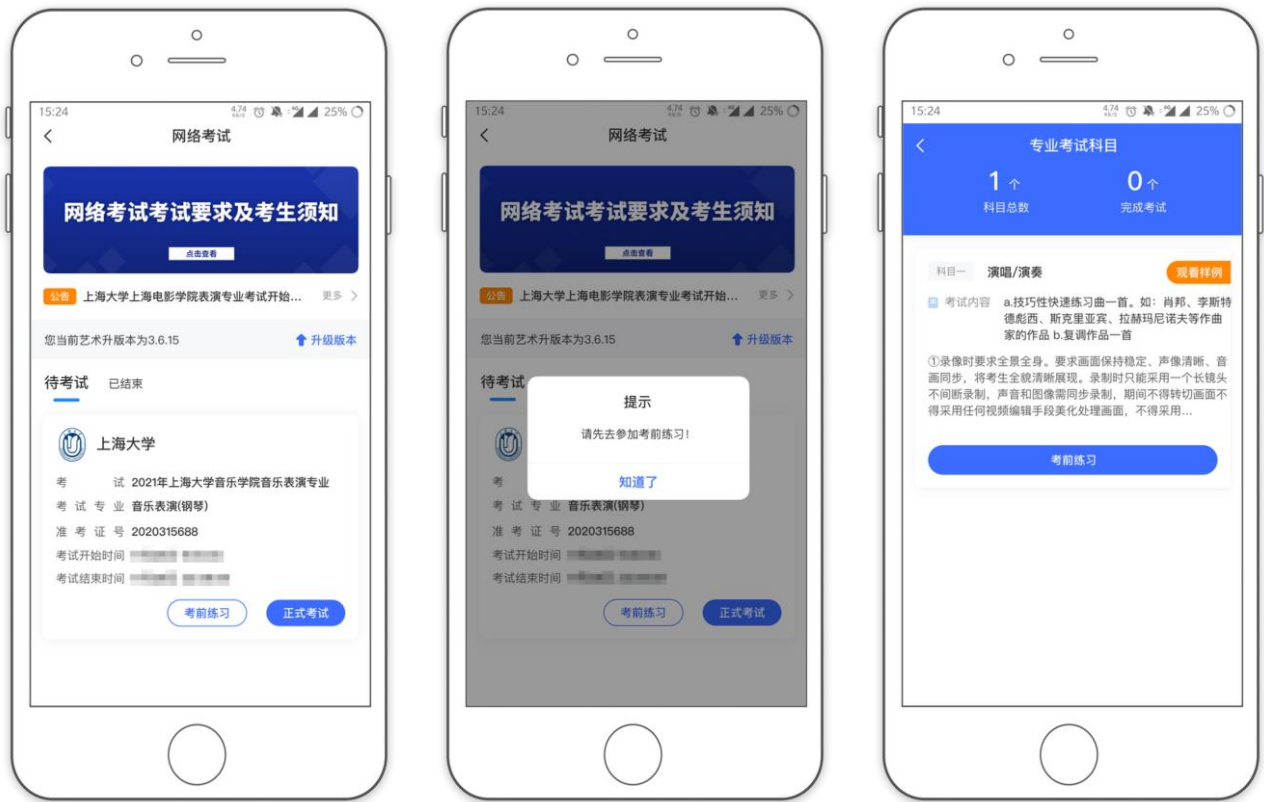 15:24
4.74
KB/S
4G
25%
网络考试
网络考试考试要求及考生须知
点击查看
公告 上海大学上海电影学院表演专业考试开始... 更多
您当前艺术升版本为3.6.15 升级版本
待考试 已结束
上海大学
考 试 2021年上海大学音乐学院音乐表演专业
考 试 专 业 音乐表演(钢琴)
准 考 证 号 2020315688
考试开始时间
考试结束时间
考前练习 正式考试
15:24
4.74
KB/S
4G
25%
网络考试
网络考试考试要求及考生须知
点击查看
公告 上海大学上海电影学院表演专业考试开始... 更多
您当前艺术升版本为3.6.15 升级版本
待考试
提示
请先去参加考前练习!
知道了
考
考 试 专 业 音乐表演(钢琴)
准 考 证 号 2020315688
考试开始时间
考试结束时间
考前练习 正式考试
15:24
4.74
KB/S
4G
25%
专业考试科目
1 个 0 个
科目总数 完成考试
科目一 演唱/演奏 观看样例
考试内容 a.技巧性快速练习曲一首。如：肖邦、李斯特
德彪西、斯克里亚宾、拉赫玛尼诺夫等作曲
家的作品 b.复调作品一首
①录像时要求全景全身。要求画面保持稳定、声像清晰、音
画同步，将考生全貌清晰展现。录制时只能采用一个长镜头
不间断录制，声音和图像需同步录制，期间不得转切画面不
得采用任何视频编辑手段美化处理画面，不得采用...
考前练习